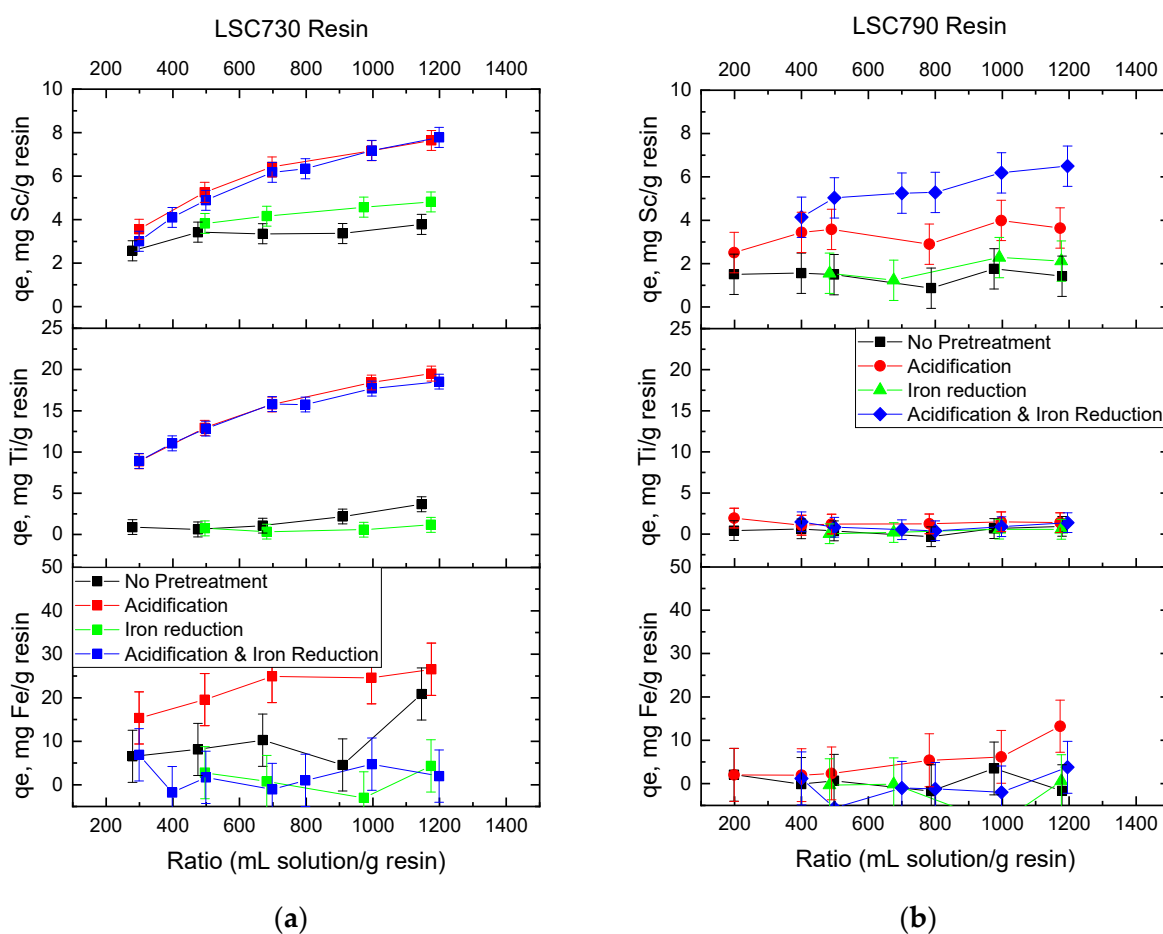 LSC730 Resin
200 400 600 800 1000 1200
10
8
6
4
2
0
qe, mg Sc/g resin
25
20
15
10
5
0
qe, mg Ti/g resin
50
40
30
20
10
0
qe, mg Fe/g resin
No Pretreatment
Acidification
Iron reduction
Acidification & Iron Reduction
200 400 600 800 1000 1200 1400
Ratio (mL solution/g resin)
(a)
LSC790 Resin
200 400 600 800 1000 1200
10
8
6
4
2
0
qe, mg Sc/g resin
25
20
15
10
5
0
qe, mg Ti/g resin
No Pretreatment
Acidification
Iron reduction
Acidification & Iron Reduction
50
40
30
20
10
0
qe, mg Fe/g resin
200 400 600 800 1000 1200 1400
Ratio (mL solution/g resin)
(b)